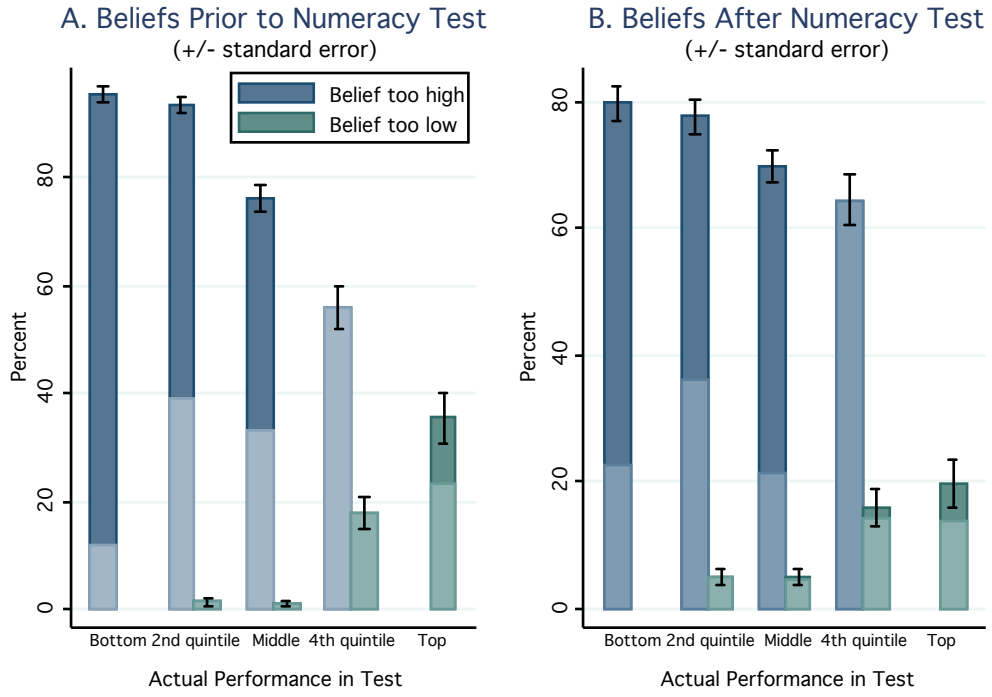 A. Beliefs Prior to Numeracy Test
(+/- standard error)
Belief too high
Belief too low
Percent
80
60
40
20
0
Bottom 2nd quintile Middle 4th quintile Top
Actual Performance in Test
B. Beliefs After Numeracy Test
(+/- standard error)
Percent
80
60
40
20
0
Bottom 2nd quintile Middle 4th quintile Top
Actual Performance in Test